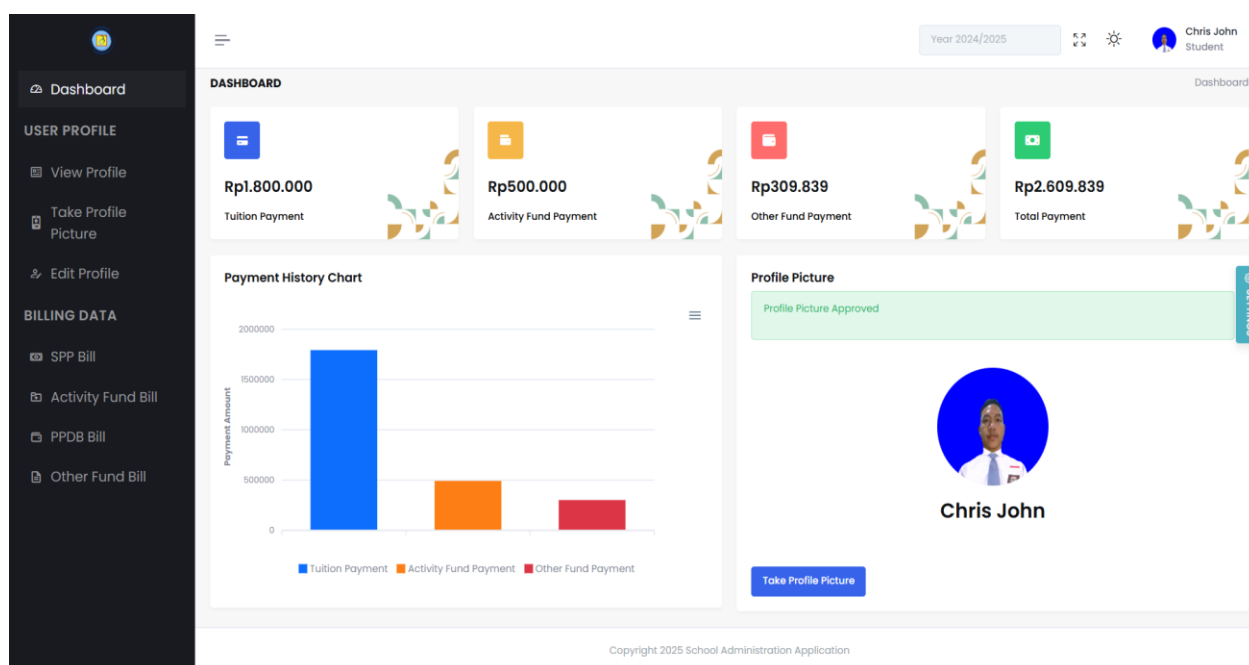 Year 2024/2025
Chris John
Student
Dashboard
USER PROFILE
View Profile
Take Profile
Picture
Edit Profile
BILLING DATA
SPP Bill
Activity Fund Bill
PPDB Bill
Other Fund Bill
DASHBOARD
Dashboard
Rp1.800.000
Tuition Payment
Rp500.000
Activity Fund Payment
Rp309.839
Other Fund Payment
Rp2.609.839
Total Payment
Payment History Chart
2000000
1500000
1000000
500000
0
Payment Amount
Tuition Payment Activity Fund Payment Other Fund Payment
Profile Picture
Profile Picture Approved
Chris John
Take Profile Picture
Copyright 2025 School Administration Application